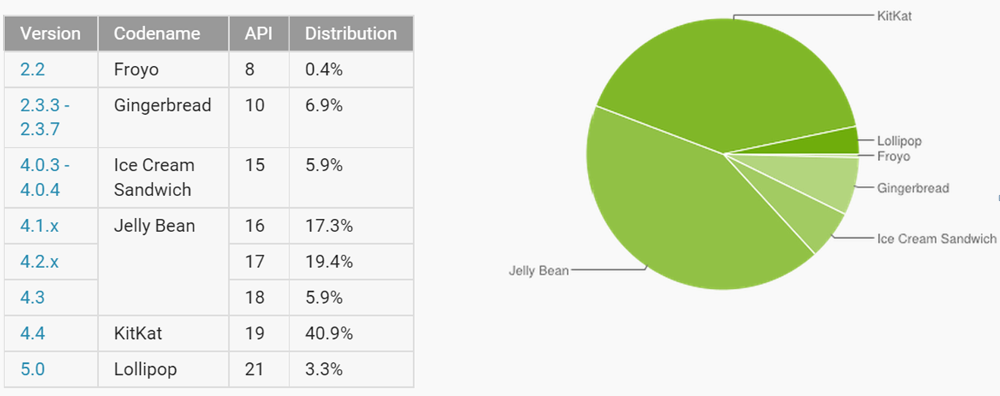 Version Codename API Distribution
2.2 Froyo 8 0.4%
2.3.3 - Gingerbread 10 6.9%
2.3.7
4.0.3 - Ice Cream 15 5.9%
4.0.4 Sandwich
4.1.x Jelly Bean 16 17.3%
4.2.x 17 19.4%
4.3 18 5.9%
4.4 KitKat 19 40.9%
5.0 Lollipop 21 3.3%
KitKat
Lollipop
Froyo
Gingerbread
Ice Cream Sandwich
Jelly Bean